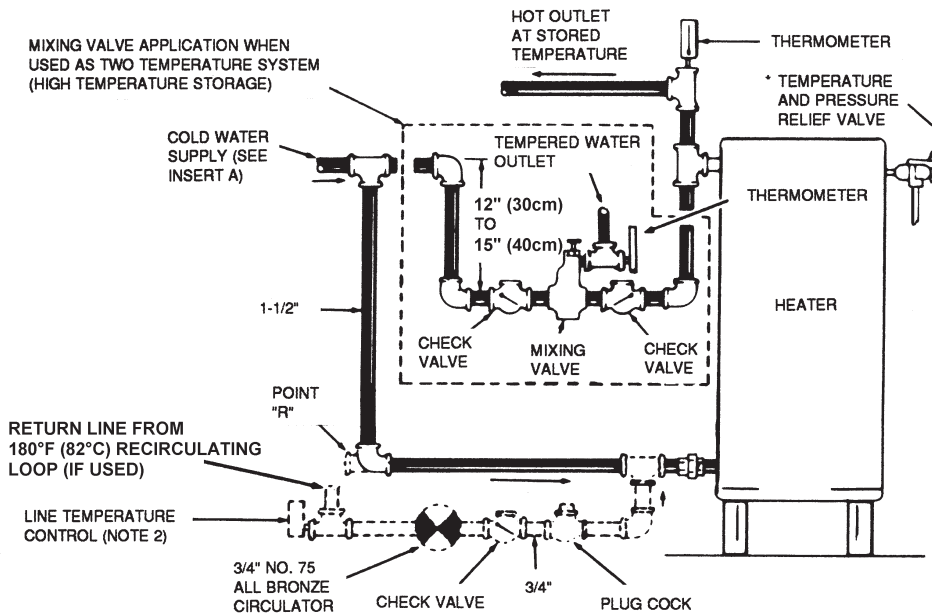 HOT OUTLET
AT STORED
TEMPERATURE
THERMOMETER
MIXING VALVE APPLICATION WHEN
USED AS TWO TEMPERATURE SYSTEM
(HIGH TEMPERATURE STORAGE)
* TEMPERATURE
AND PRESSURE
RELIEF VALVE
COLD WATER
SUPPLY (SEE
INSERT A)
TEMPERED WATER
OUTLET
12" (30cm)
TO
15" (40cm)
THERMOMETER
1-1/2"
HEATER
CHECK
VALVE
MIXING
VALVE
CHECK
VALVE
POINT
"R"
RETURN LINE FROM
180°F (82°C) RECIRCULATING
LOOP (IF USED)
LINE TEMPERATURE
CONTROL (NOTE 2)
3/4" NO. 75
ALL BRONZE
CIRCULATOR
CHECK VALVE
3/4"
PLUG COCK